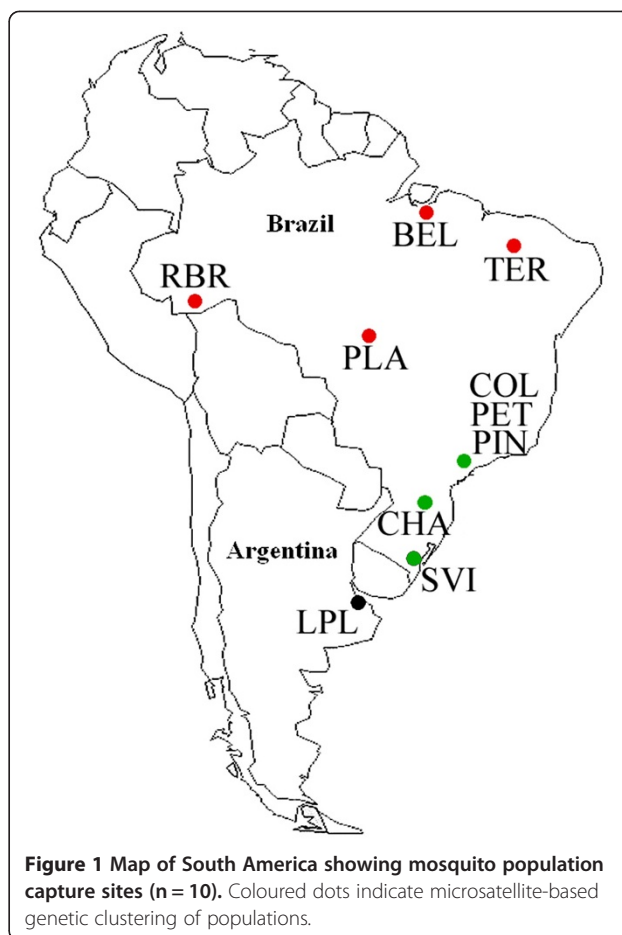 Brazil
BEL
TER
RBR
PLA
COL
PET
PIN
CHA
Argentina
SVI
LPL
Figure 1 Map of South America showing mosquito population
capture sites (n = 10). Coloured dots indicate microsatellite-based
genetic clustering of populations.